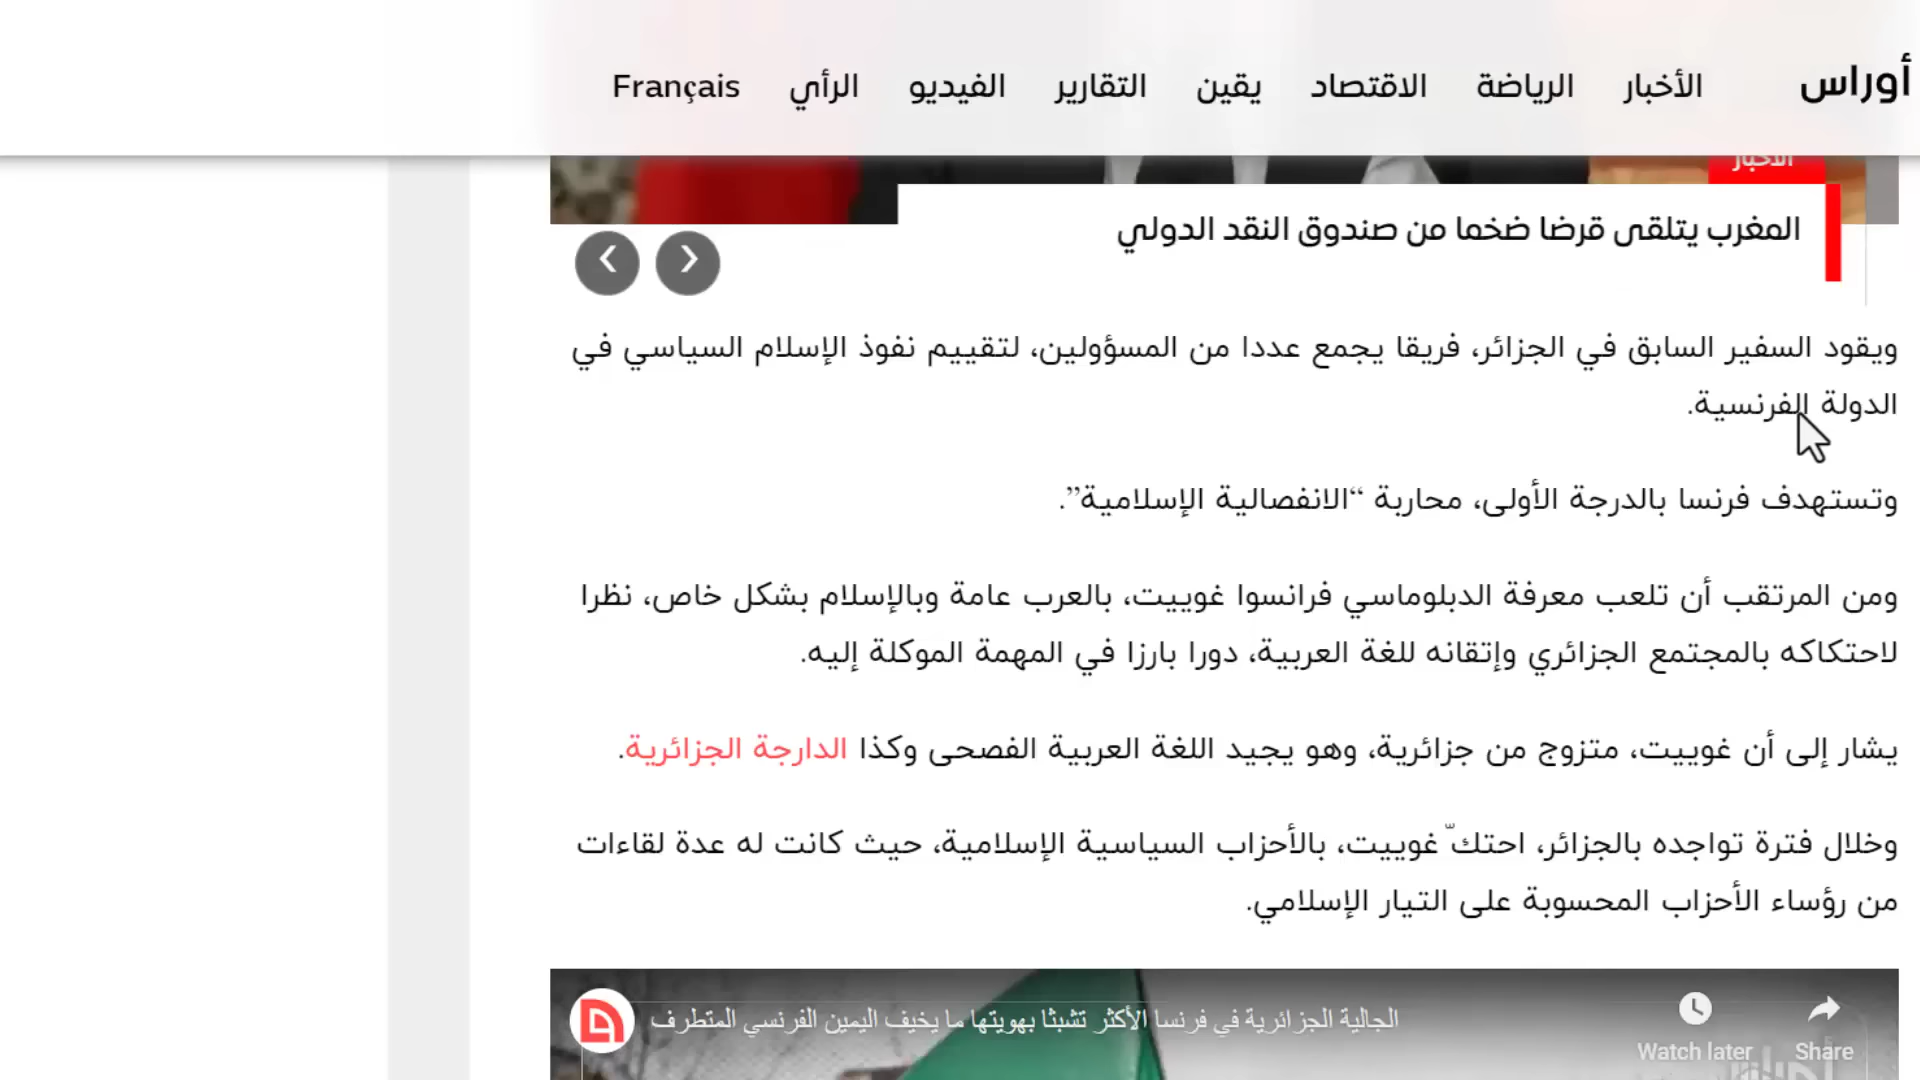 أوراس الأخبار الرياضة الاقتصاد يقين التقارير الفيديو الرأي Français
الأخبار
المغرب يتلقى قرضا ضخما من صندوق النقد الدولي
ويقود السفير السابق في الجزائر، فريقا يجمع عددا من المسؤولين، لتقييم نفوذ الإسلام السياسي في
الدولة الفرنسية.
وتستهدف فرنسا بالدرجة الأولى، محاربة “الانفصالية الإسلامية”.
ومن المرتقب أن تلعب معرفة الدبلوماسي فرانسوا غوييت، بالعرب عامة وبالإسلام بشكل خاص، نظرا
لاحتكاكه بالمجتمع الجزائري وإتقانه للغة العربية، دورا بارزا في المهمة الموكلة إليه.
يشار إلى أن غوييت، متزوج من جزائرية، وهو يجيد اللغة العربية الفصحى وكذا الدارجة الجزائرية.
وخلال فترة تواجده بالجزائر، احتكّ غوييت، بالأحزاب السياسية الإسلامية، حيث كانت له عدة لقاءات
من رؤساء الأحزاب المحسوبة على التيار الإسلامي.
الجالية الجزائرية في فرنسا الأكثر تشبثا بهويتها ما يخيف اليمين الفرنسي المتطرف
Watch later Share